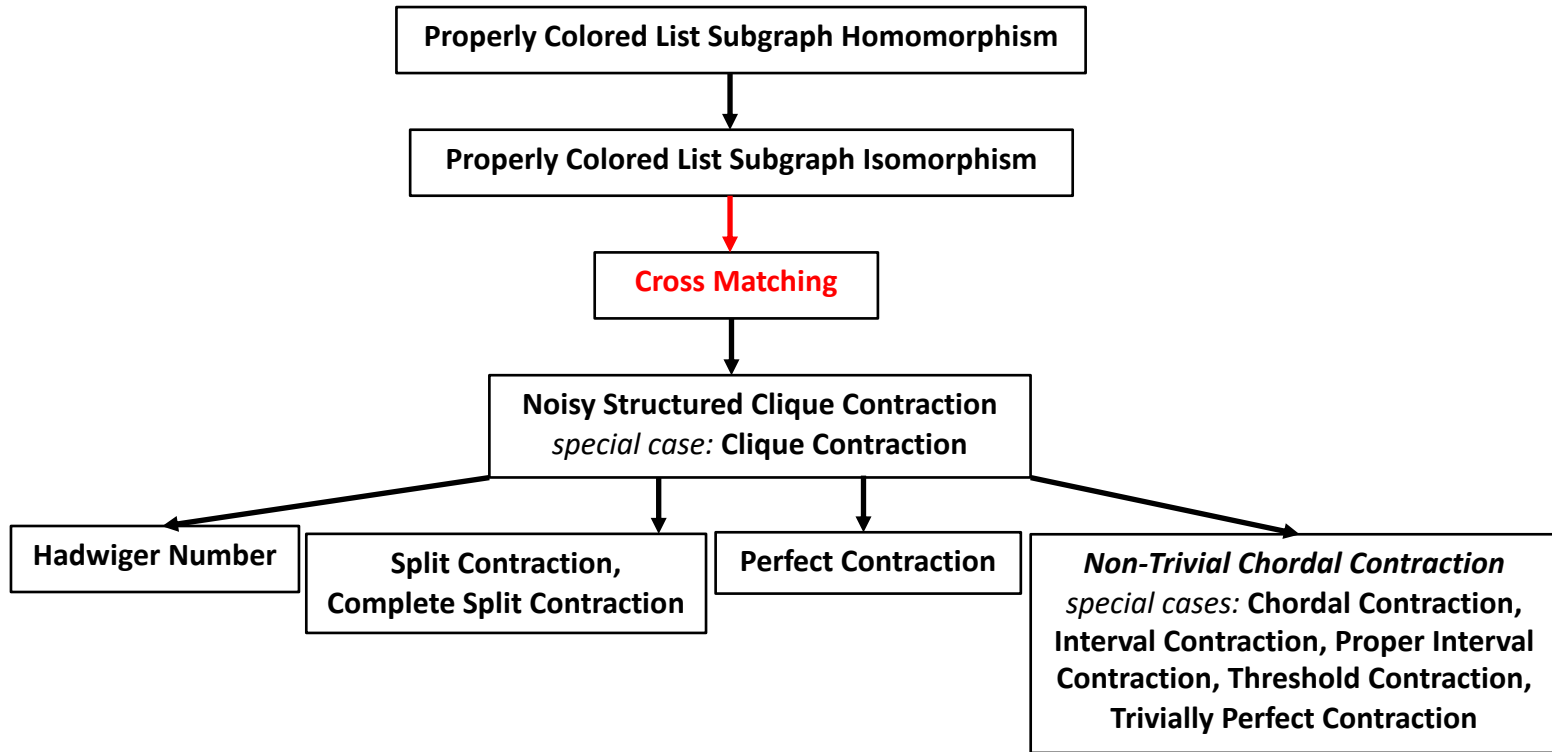 Properly Colored List Subgraph Homomorphism
Properly Colored List Subgraph Isomorphism
Cross Matching
Noisy Structured Clique Contraction
special case: Clique Contraction
Hadwiger Number
Split Contraction,
Complete Split Contraction
Perfect Contraction
Non-Trivial Chordal Contraction
special cases: Chordal Contraction,
Interval Contraction, Proper Interval
Contraction, Threshold Contraction,
Trivially Perfect Contraction